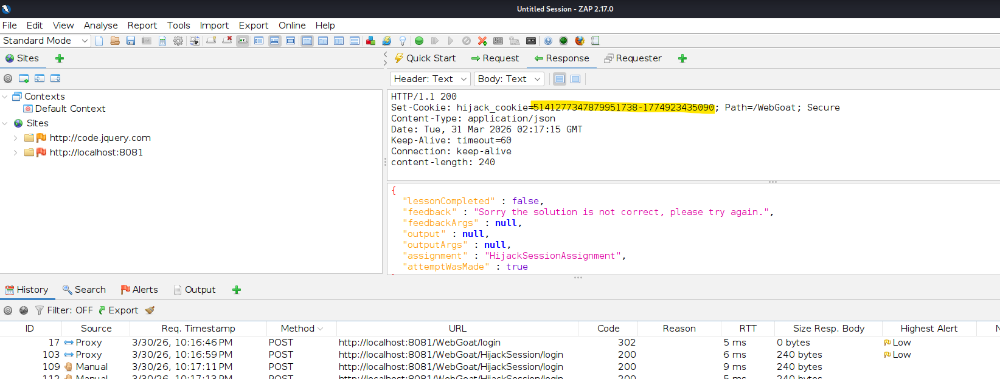 Untitled Session - ZAP 2.17.0
File Edit View Analyse Report Tools Import Export Online Help
Standard Mode
Sites
Quick Start Request Response Requester
Header: Text Body: Text
Contexts
Default Context
Sites
http://code.jquery.com
http://localhost:8081
HTTP/1.1 200
Set-Cookie: hijack_cookie=5141277347879951738-1774923435090; Path=/WebGoat; Secure
Content-Type: application/json
Date: Tue, 31 Mar 2026 02:17:15 GMT
Keep-Alive: timeout=60
Connection: keep-alive
content-length: 240
{
"lessonCompleted" : false,
"feedback" : "Sorry the solution is not correct, please try again.",
"feedbackArgs" : null,
"output" : null,
"outputArgs" : null,
"assignment" : "HijackSessionAssignment",
"attemptWasMade" : true
History Search Alerts Output
Filter: OFF Export
ID Source Req. Timestamp Method URL Code Reason RTT Size Resp. Body Highest Alert
17 Proxy 3/30/26, 10:16:46 PM POST http://localhost:8081/WebGoat/login 302 5 ms 0 bytes Low
103 Proxy 3/30/26, 10:16:59 PM POST http://localhost:8081/WebGoat/HijackSession/login 200 6 ms 240 bytes Low
109 Manual 3/30/26, 10:17:11 PM POST http://localhost:8081/WebGoat/HijackSession/login 200 9 ms 240 bytes
112 Manual 3/30/26, 10:17:13 PM POST http://localhost:8081/WebGoat/HijackSession/login 200 5 ms 240 bytes